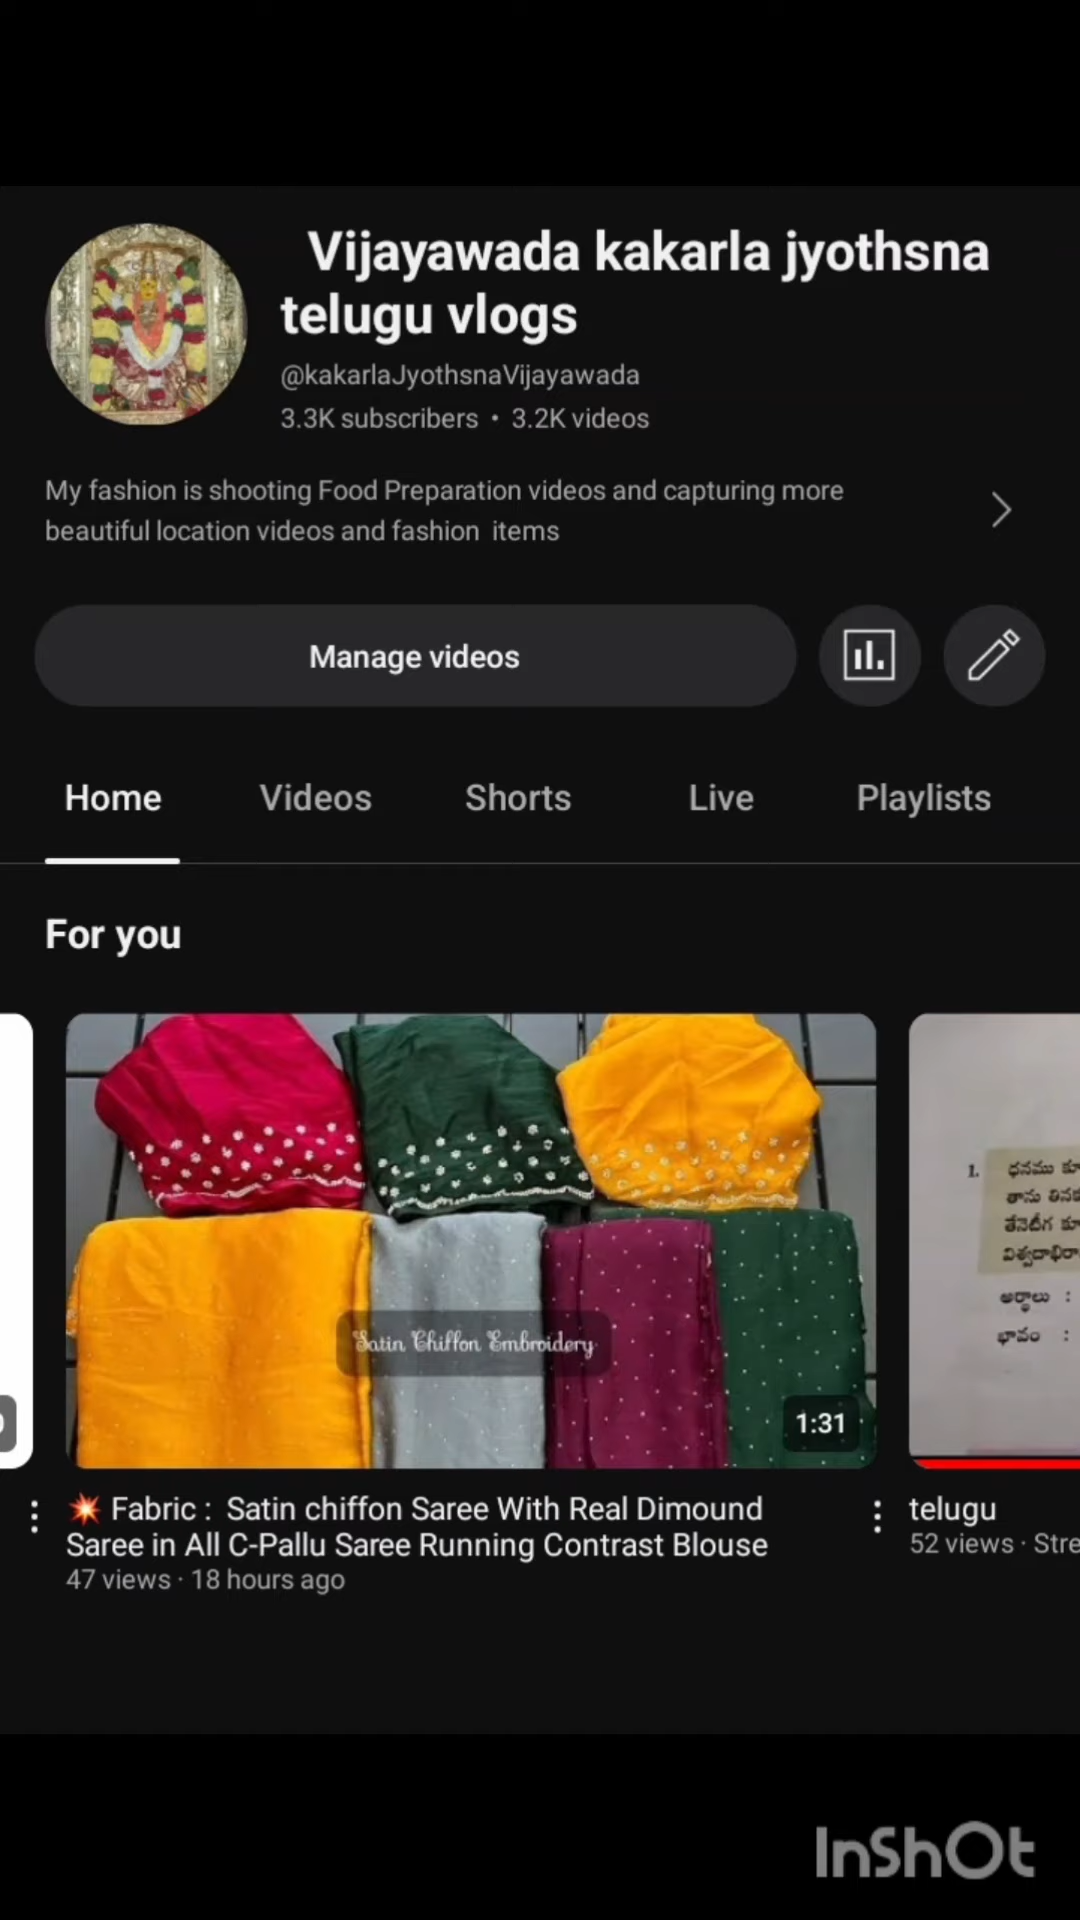 Vijayawada kakarla jyothsna
telugu vlogs
@kakarlaJyothsnaVijayawada
3.3K subscribers • 3.2K videos
My fashion is shooting Food Preparation videos and capturing more
beautiful location videos and fashion items
Manage videos
Home Videos Shorts Live Playlists
For you
Satin Chiffon Embroidery
1:31
1. ధనము
తాను
తేనెటీగ
అర్థాలు :
భావం :
💥 Fabric : Satin chiffon Saree With Real Dimound
Saree in All C-Pallu Saree Running Contrast Blouse
47 views · 18 hours ago
telugu
52 views ·
InShOt